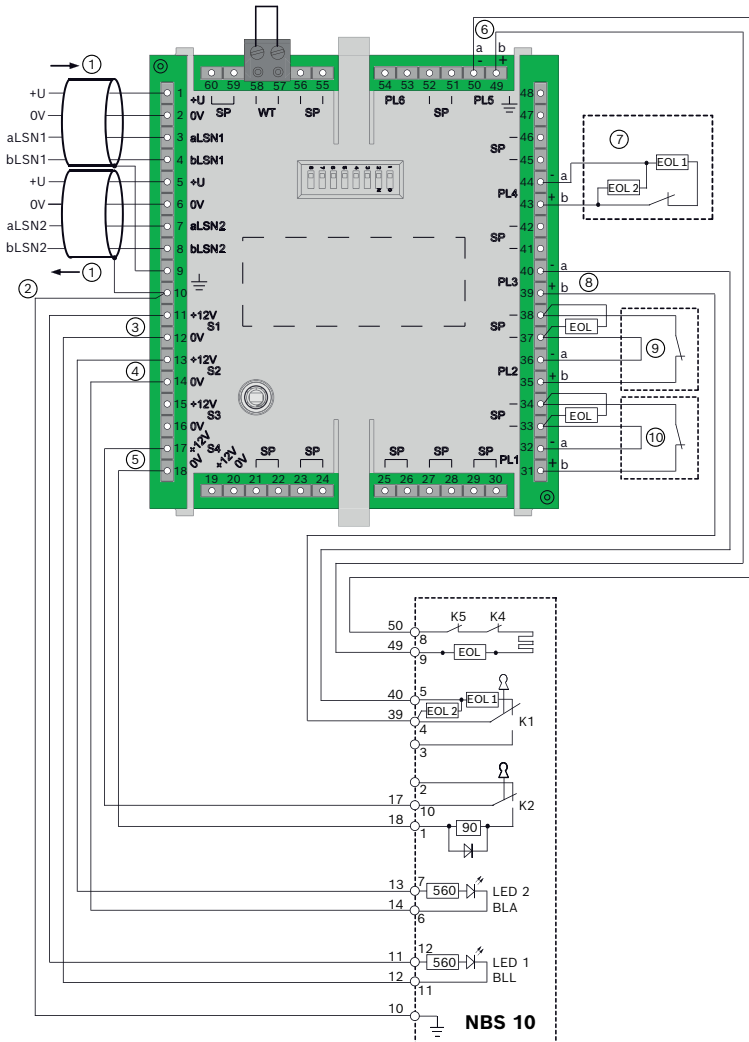 ① +U 1 +U
0V 2 0V
aLSN1 3 aLSN1
bLSN1 4 bLSN1
+U 5 +U
0V 6 0V
aLSN2 7 aLSN2
bLSN2 8 bLSN2
① 9
② 10
11 +12V
S1
③ 12 0V
13 +12V
S2
④ 14 0V
15 +12V
S3
16 0V
17 +12V S4
⑤ 18 0V
+12V 0V
60 59 58 57 56 55
SP WT SP
54 53 52 51 50 49
PL6 SP PL5
⑥ a - b +
SP SP
19 20 21 22 23 24
SP SP SP
25 26 27 28 29 30
48
47
46
SP
45
44 - a
PL4
43 + b
42
SP
41
40 - a
PL3
39 + b
⑧
38
SP
37
36 - a
PL2
35 + b
34
SP
33
32 - a
PL1
31 + b
⑦
EOL 1
EOL 2
EOL
⑨
EOL
⑩
50 8 K5 K4
49 9 EOL
40 5 EOL 1
39 4 EOL 2 K1
3
2
17 10 K2
18 1 90
13 7 560 LED 2
14 6 BLA
11 12 560 LED 1
12 11 BLL
10
NBS 10